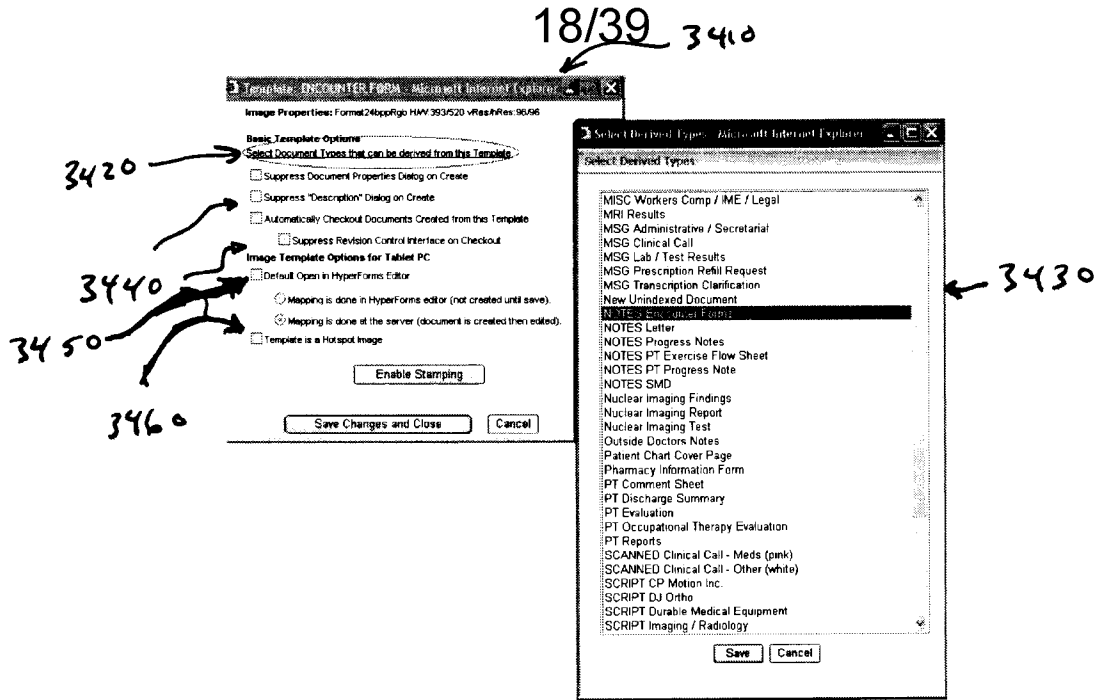 18/39
3410
Template: ENCOUNTER FORM - Microsoft Internet Explorer
Image Properties: Format24bppRgb H/W 393/520 vRes/hRes: 96/96
Basic Template Options
3420
Select Document Types that can be derived from this Template
Suppress Document Properties Dialog on Create
Suppress "Description" Dialog on Create
Automatically Checkout Documents Created from this Template
Suppress Revision Control Interface on Checkout
Image Template Options for Tablet PC
3440
Default Open in HyperForms Editor
Mapping is done in HyperForms editor (not created until save).
Mapping is done at the server (document is created then edited).
3450
Template is a Hotspot Image
3460
Enable Stamping
Save Changes and Close
Cancel
Select Derived Types - Microsoft Internet Explorer
Select Derived Types
MISC Workers Comp / IME / Legal
MRI Results
MSG Administrative / Secretarial
MSG Clinical Call
MSG Lab / Test Results
MSG Prescription Refill Request
MSG Transcription Clarification
New Unindexed Document
NOTES Encounter Forms
NOTES Letter
NOTES Progress Notes
NOTES PT Exercise Flow Sheet
NOTES PT Progress Note
NOTES SMD
Nuclear Imaging Findings
Nuclear Imaging Report
Nuclear Imaging Test
Outside Doctors Notes
Patient Chart Cover Page
Pharmacy Information Form
PT Comment Sheet
PT Discharge Summary
PT Evaluation
PT Occupational Therapy Evaluation
PT Reports
SCANNED Clinical Call - Meds (pink)
SCANNED Clinical Call - Other (white)
SCRIPT CP Motion Inc.
SCRIPT DJ Ortho
SCRIPT Durable Medical Equipment
SCRIPT Imaging / Radiology
3430
Save
Cancel